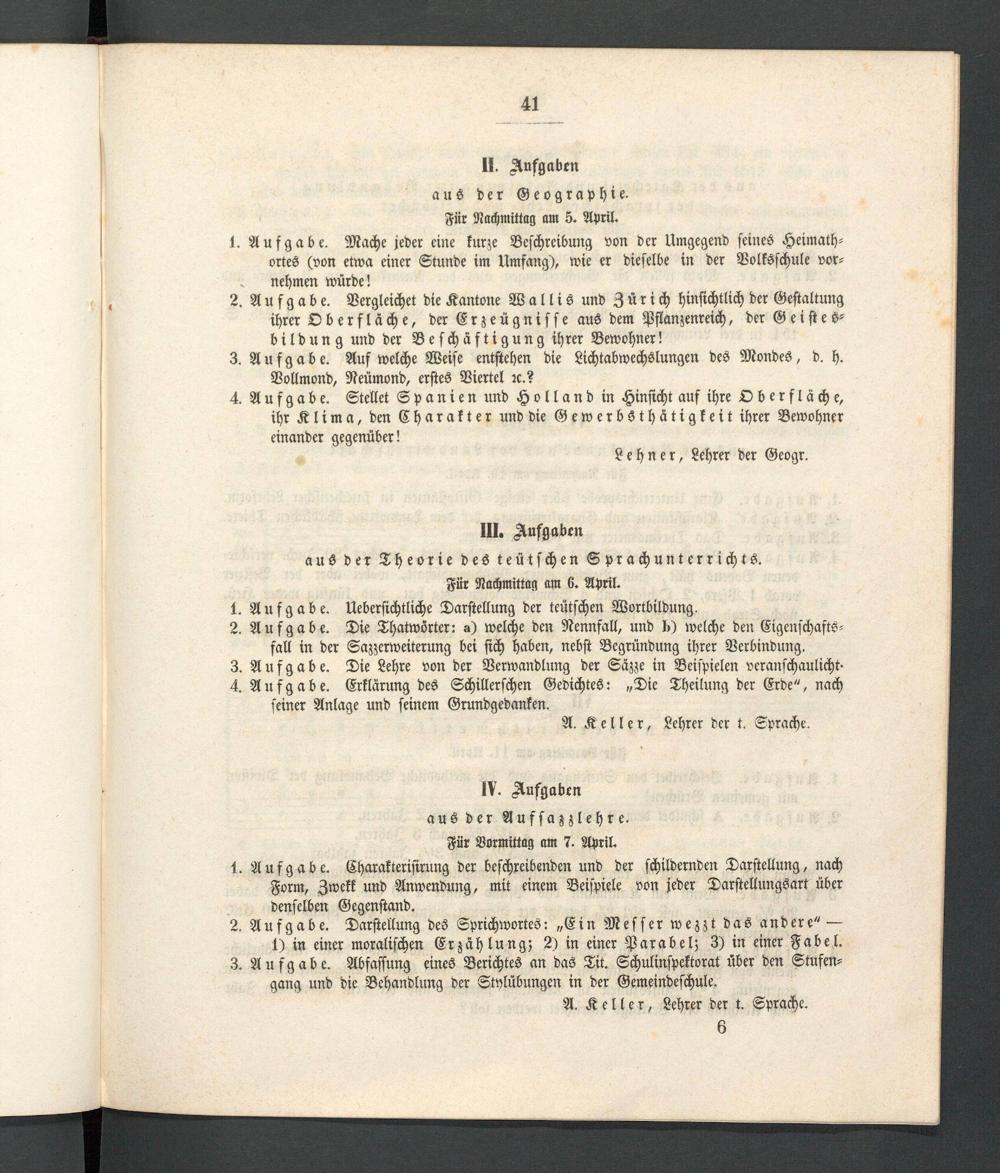 41
II. Aufgaben
aus der Geographie.
Für Nachmittag am 5. April.
1. Aufgabe. Mache jeder eine kurze Beschreibung von der Umgegend seines Heimath-
ortes (von etwa einer Stunde im Umfang), wie er dieselbe in der Volksschule vor-
nehmen würde!
2. Aufgabe. Vergleichet die Kantone Wallis und Zürich hinsichtlich der Gestaltung
ihrer Oberfläche, der Erzeügnisse aus dem Pflanzenreich, der Geistes-
bildung und der Beschäftigung ihrer Bewohner!
3. Aufgabe. Auf welche Weise entstehen die Lichtabwechslungen des Mondes, d. h.
Vollmond, Neümond, erstes Viertel ꝛc.?
4. Aufgabe. Stellet Spanien und Holland in Hinsicht auf ihre Oberfläche,
ihr Klima, den Charakter und die Gewerbsthätigkeit ihrer Bewohner
einander gegenüber!
Lehner, Lehrer der Geogr.
III. Aufgaben
aus der Theorie des teütschen Sprachunterrichts.
Für Nachmittag am 6. April.
1. Aufgabe. Uebersichtliche Darstellung der teütschen Wortbildung.
2. Aufgabe. Die Thatwörter: a) welche den Nennfall, und b) welche den Eigenschafts-
fall in der Sazzerweiterung bei sich haben, nebst Begründung ihrer Verbindung.
3. Aufgabe. Die Lehre von der Verwandlung der Säzze in Beispielen veranschaulicht.
4. Aufgabe. Erklärung des Schillerschen Gedichtes: „Die Theilung der Erde“, nach
seiner Anlage und seinem Grundgedanken.
A. Keller, Lehrer der t. Sprache.
IV. Aufgaben
aus der Aufsazzlehre.
Für Vormittag am 7. April.
1. Aufgabe. Charakterisirung der beschreibenden und der schildernden Darstellung, nach
Form, Zwekk und Anwendung, mit einem Beispiele von jeder Darstellungsart über
denselben Gegenstand.
2. Aufgabe. Darstellung des Sprichwortes: „Ein Messer wezzt das andere“ —
1) in einer moralischen Erzählung; 2) in einer Parabel; 3) in einer Fabel.
3. Aufgabe. Abfassung eines Berichtes an das Tit. Schulinspektorat über den Stufen-
gang und die Behandlung der Stylübungen in der Gemeindeschule.
A. Keller, Lehrer der t. Sprache.
6